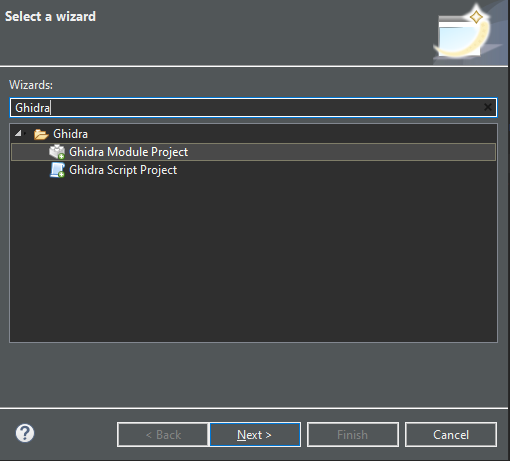 Select a wizard
Wizards:
Ghidra
Ghidra
Ghidra Module Project
Ghidra Script Project
< Back Next > Finish Cancel